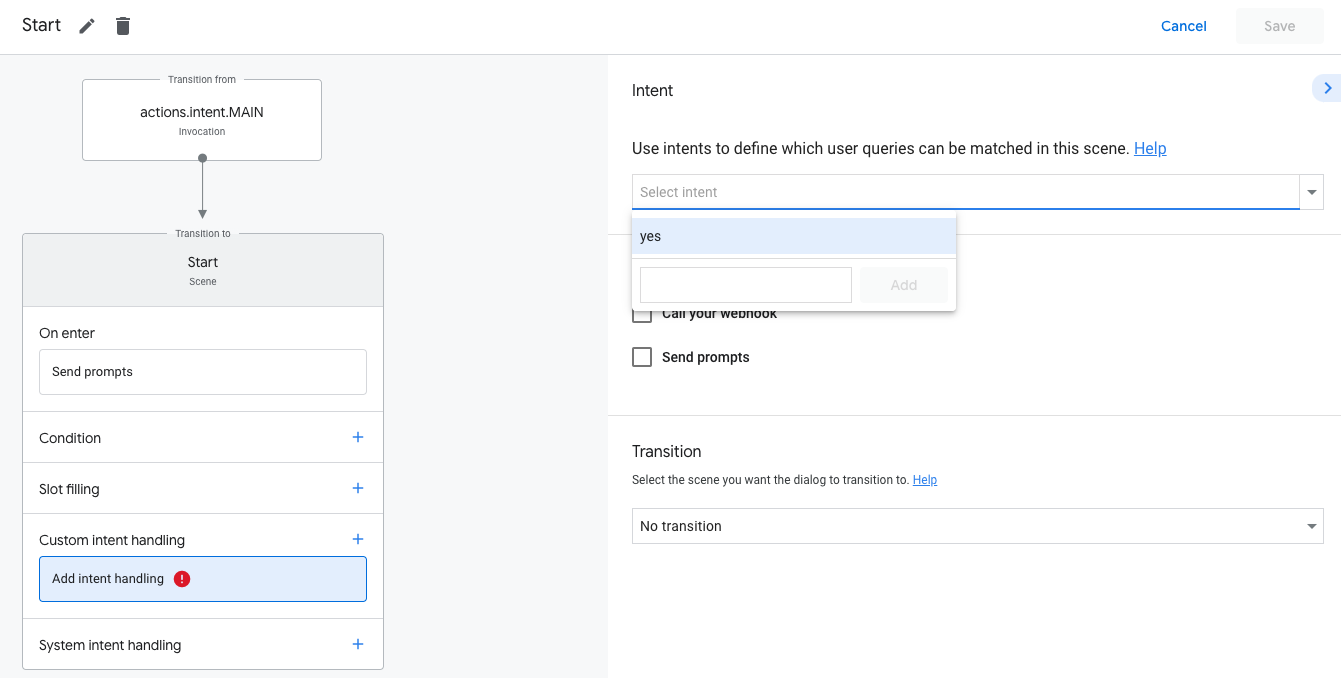 Start
Cancel
Save
Transition from
actions.intent.MAIN
Invocation
Transition to
Start
Scene
On enter
Send prompts
Condition
Slot filling
Custom intent handling
Add intent handling
System intent handling
Intent
Use intents to define which user queries can be matched in this scene. Help
Select intent
yes
Add
Call your webhook
Send prompts
Transition
Select the scene you want the dialog to transition to. Help
No transition